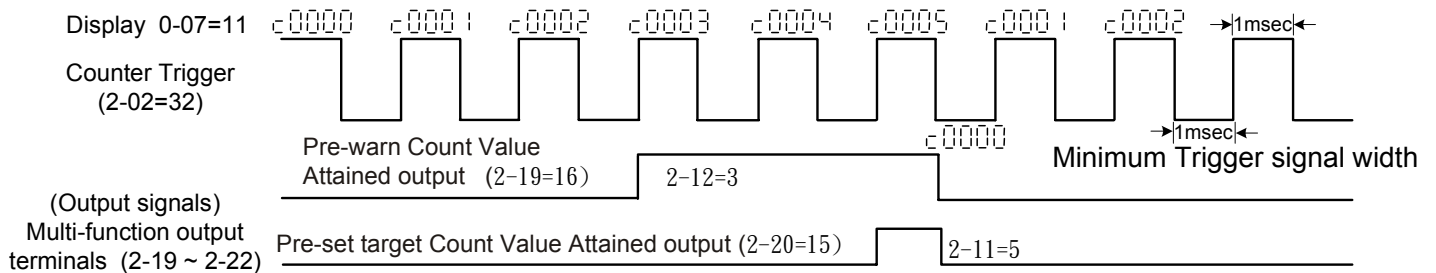 Display 0-07=11
c0000 c0001 c0002 c0003 c0004 c0005 c0001 c0002 1msec
Counter Trigger
(2-02=32)
c0000
1msec
Minimum Trigger signal width
Pre-warn Count Value
Attained output (2-19=16) 2-12=3
(Output signals)
Multi-function output
terminals (2-19 ~ 2-22)
Pre-set target Count Value Attained output (2-20=15) 2-11=5